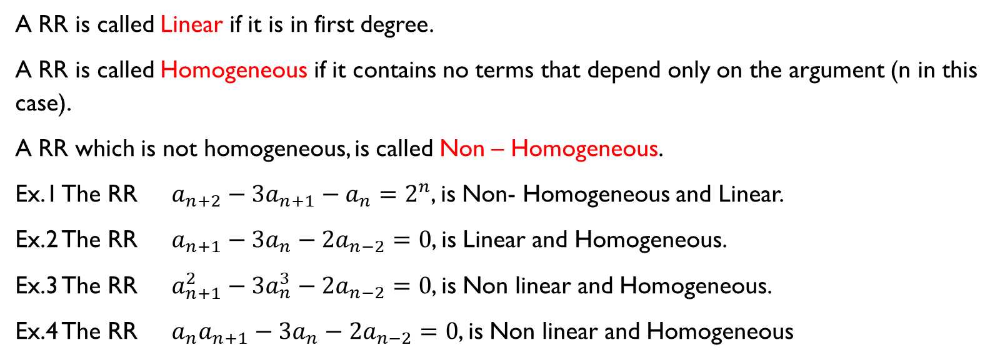 A RR is called Linear if it is in first degree.
A RR is called Homogeneous if it contains no terms that depend only on the argument (n in this
case).
A RR which is not homogeneous, is called Non – Homogeneous.
Ex.1 The RR $a_{n+2} - 3a_{n+1} - a_n = 2^n$, is Non- Homogeneous and Linear.
Ex.2 The RR $a_{n+1} - 3a_n - 2a_{n-2} = 0$, is Linear and Homogeneous.
Ex.3 The RR $a_{n+1}^2 - 3a_n^3 - 2a_{n-2} = 0$, is Non linear and Homogeneous.
Ex.4 The RR $a_n a_{n+1} - 3a_n - 2a_{n-2} = 0$, is Non linear and Homogeneous